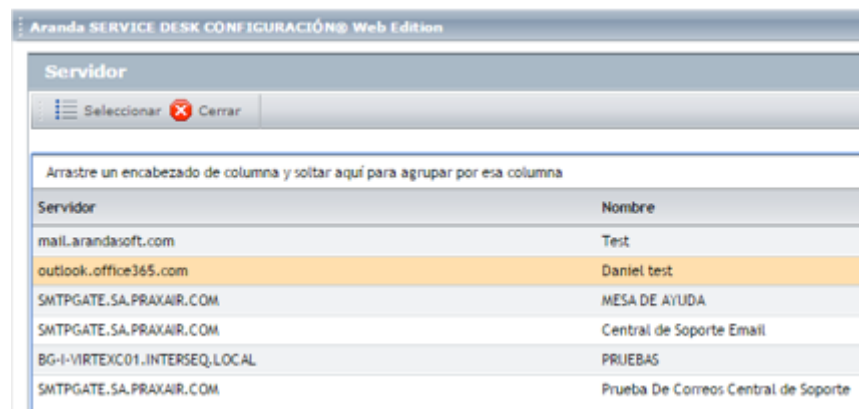 Aranda SERVICE DESK CONFIGURACIÓN® Web Edition
Servidor
Seleccionar Cerrar
Arrastre un encabezado de columna y soltar aquí para agrupar por esa columna
Servidor Nombre
mail.arandasoft.com Test
outlook.office365.com Daniel test
SMTPGATE.SA.PRAXAIR.COM MESA DE AYUDA
SMTPGATE.SA.PRAXAIR.COM Central de Soporte Email
BG-I-VIRTEXC01.INTERSEQ.LOCAL PRUEBAS
SMTPGATE.SA.PRAXAIR.COM Prueba De Correos Central de Soporte